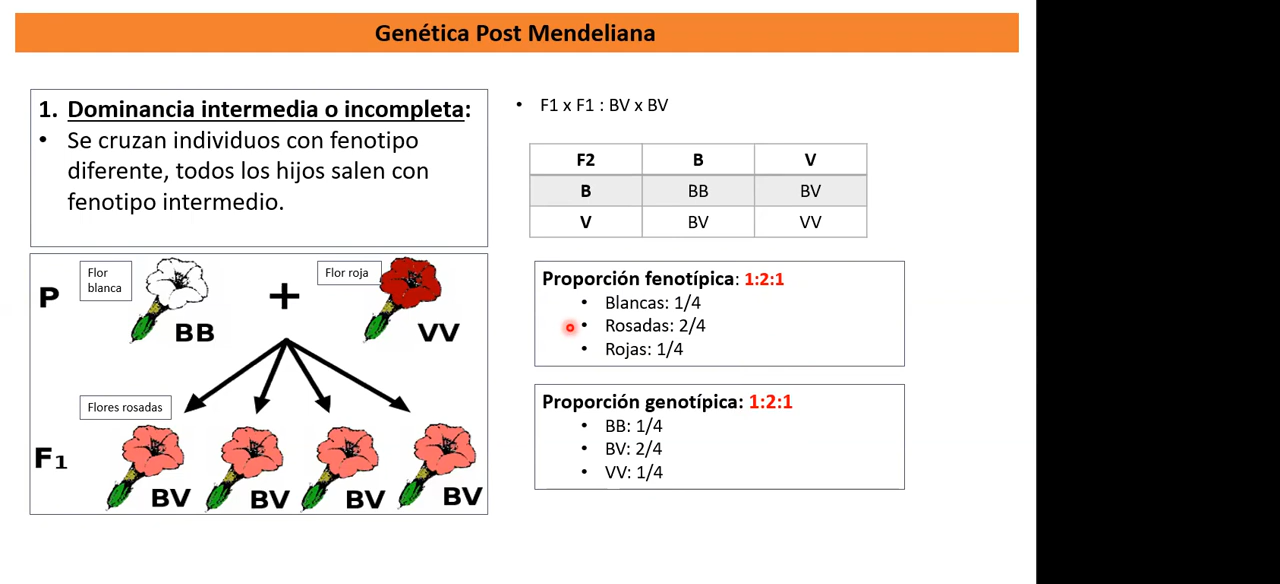 Genética Post Mendeliana
1. Dominancia intermedia o incompleta:
• Se cruzan individuos con fenotipo
diferente, todos los hijos salen con
fenotipo intermedio.
P
Flor
blanca
BB
+
Flor roja
VV
Flores rosadas
F1
BV BV BV BV
• F1 x F1 : BV x BV
F2 B V
B BB BV
V BV VV
Proporción fenotípica: 1:2:1
• Blancas: 1/4
• Rosadas: 2/4
• Rojas: 1/4
Proporción genotípica: 1:2:1
• BB: 1/4
• BV: 2/4
• VV: 1/4